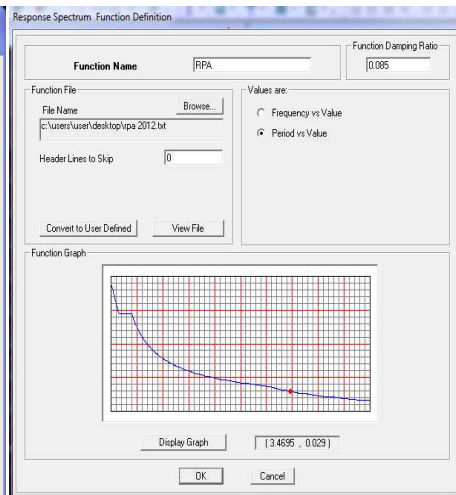 Response Spectrum Function Definition
Function Damping Ratio
Function Name
RPA
0.085
Function File
Values are:
File Name
Browse...
Frequency vs Value
c:\users\user\desktop\rpa 2012.txt
Period vs Value
Header Lines to Skip
0
Convert to User Defined
View File
Function Graph
Display Graph
( 3.4695 , 0.029 )
OK
Cancel